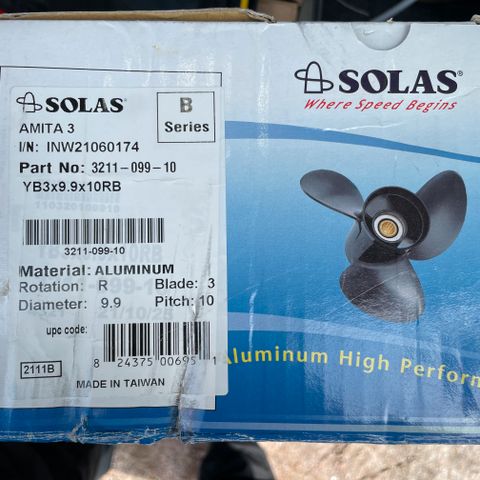 SOLAS®
B
Series
AMITA 3
I/N: INW21060174
Part No: 3211-099-10
YB3x9.9x10RB
3211-099-10
Material: ALUMINUM
Rotation: R Blade: 3
Diameter: 9.9 Pitch: 10
upc code:
8 24375 00695 1
2111B
MADE IN TAIWAN
SOLAS®
Where Speed Begins
Aluminum High Perform